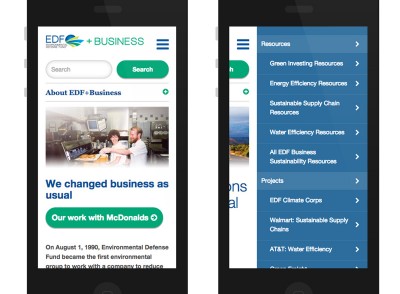 EDF + BUSINESS
Search Search
About EDF+Business
We changed business as
usual
Our work with McDonalds
On August 1, 1990, Environmental Defense
Fund became the first environmental
group to work with a company to reduce
Resources
Green Investing Resources
Energy Efficiency Resources
Sustainable Supply Chain
Resources
Water Efficiency Resources
All EDF Business
Sustainability Resources
Projects
EDF Climate Corps
Walmart: Sustainable Supply
Chains
AT&T: Water Efficiency